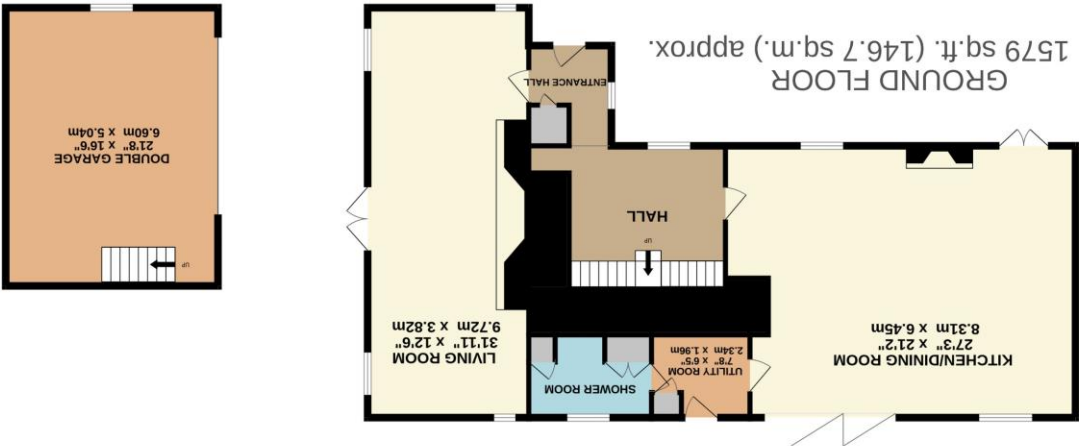 GROUND FLOOR
1579 sq.ft. (146.7 sq.m.) approx.
KITCHEN/DINING ROOM
27'3" x 21'2"
8.31m x 6.45m
UTILITY ROOM
7'8" x 6'5"
2.34m x 1.96m
SHOWER ROOM
LIVING ROOM
31'11" x 12'6"
9.72m x 3.82m
UP
HALL
ENTRANCE HALL
UP
DOUBLE GARAGE
21'8" x 16'6"
6.60m x 5.04m